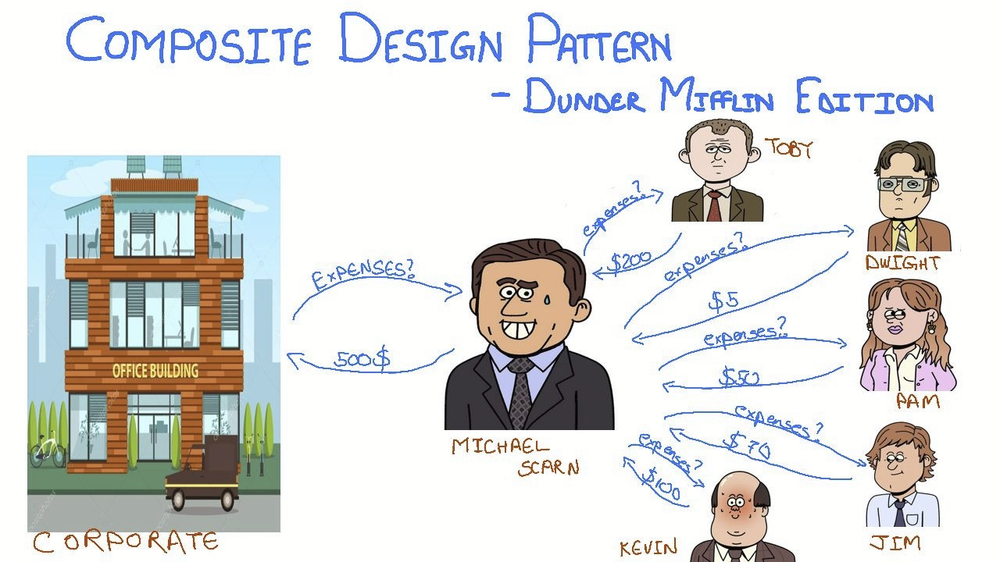 COMPOSITE DESIGN PATTERN
- DUNDER MIFFLIN EDITION
TOBY
expenses?
$200
DWIGHT
expenses?
$5
EXPENSES?
500$
OFFICE BUILDING
expenses?
$50
PAM
expenses?
$70
MICHAEL
SCARN
expenses?
$100
KEVIN
JIM
CORPORATE